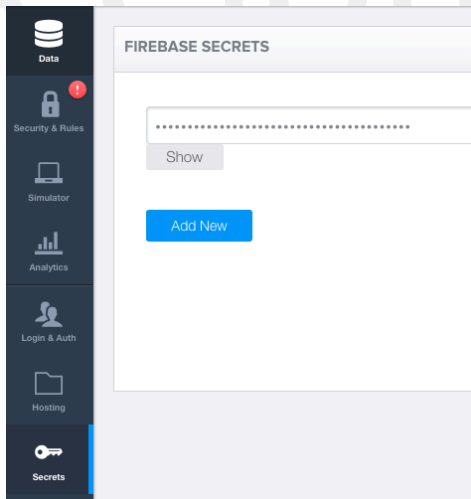 Data
Security & Rules
!
Simulator
Analytics
Login & Auth
Hosting
Secrets
FIREBASE SECRETS
••••••••••••••••••••••••••••••••••••••••
Show
Add New